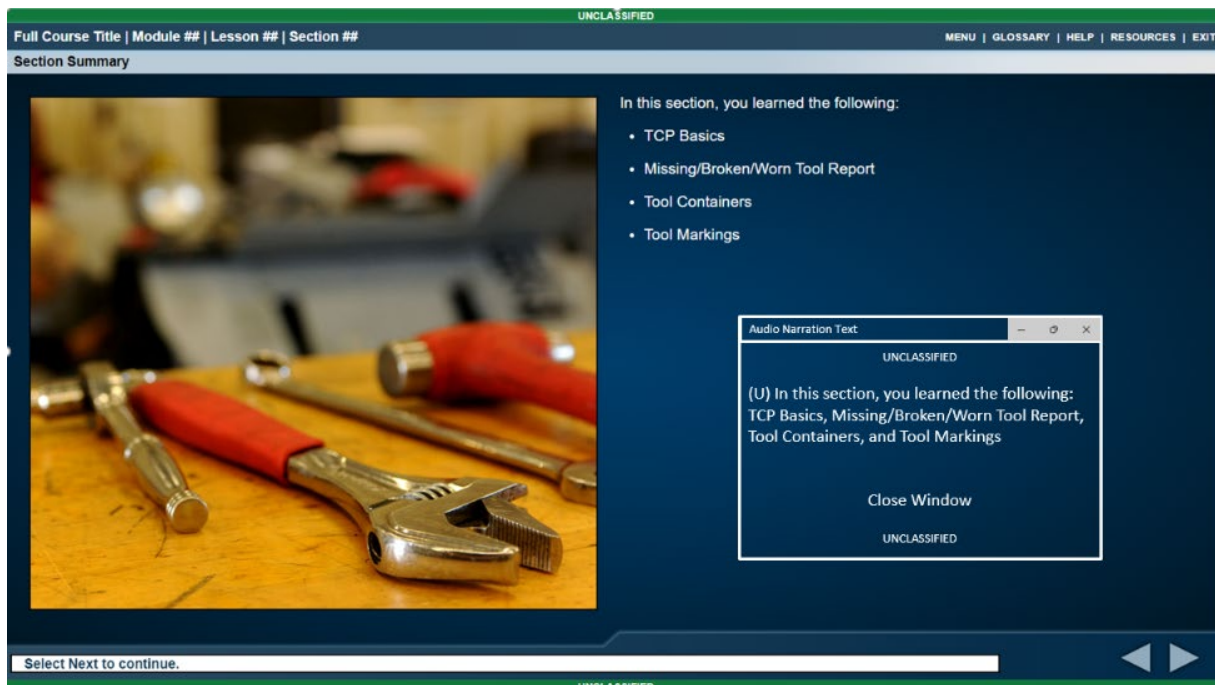 UNCLASSIFIED
Full Course Title | Module ## | Lesson ## | Section ##
MENU | GLOSSARY | HELP | RESOURCES | EXIT
Section Summary
In this section, you learned the following:
• TCP Basics
• Missing/Broken/Worn Tool Report
• Tool Containers
• Tool Markings
Audio Narration Text
UNCLASSIFIED
(U) In this section, you learned the following:
TCP Basics, Missing/Broken/Worn Tool Report,
Tool Containers, and Tool Markings
Close Window
UNCLASSIFIED
Select Next to continue.
UNCLASSIFIED